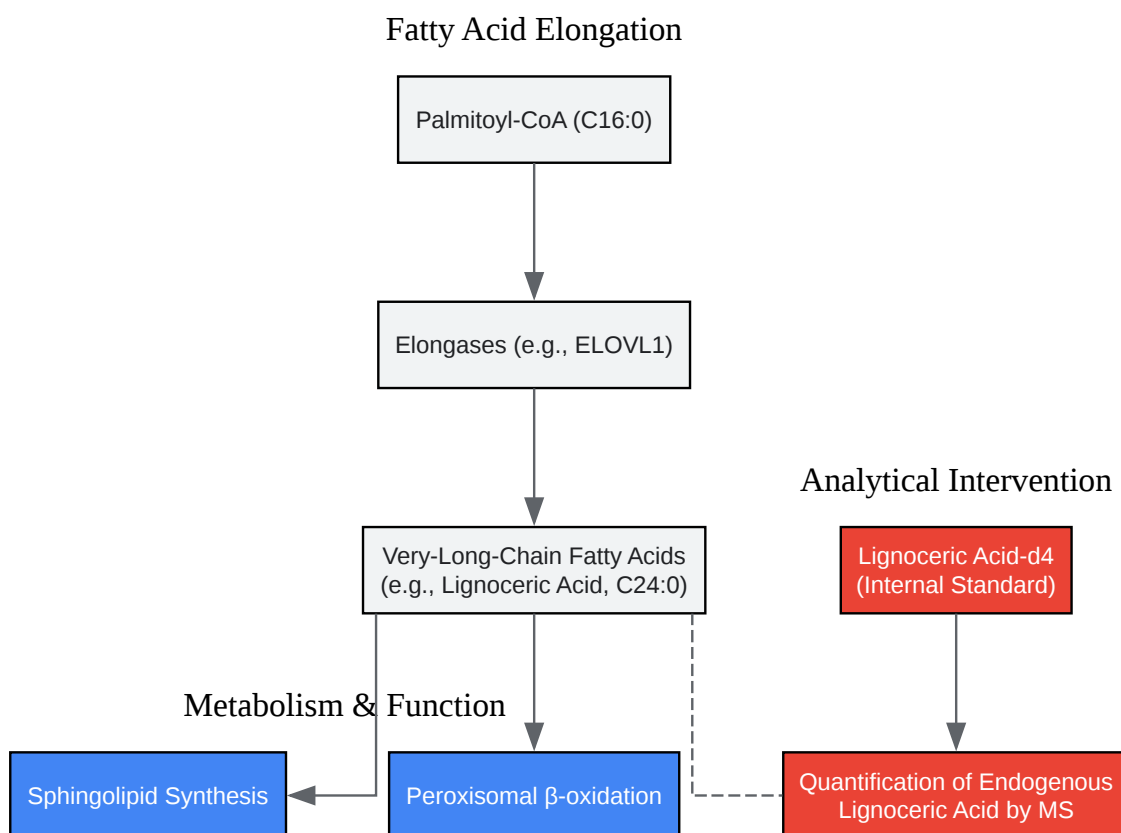 Fatty Acid Elongation
Palmitoyl-CoA (C16:0)
Elongases (e.g., ELOVL1)
Very-Long-Chain Fatty Acids
(e.g., Lignoceric Acid, C24:0)
Analytical Intervention
Lignoceric Acid-d4
(Internal Standard)
Metabolism & Function
Sphingolipid Synthesis
Peroxisomal β-oxidation
Quantification of Endogenous
Lignoceric Acid by MS